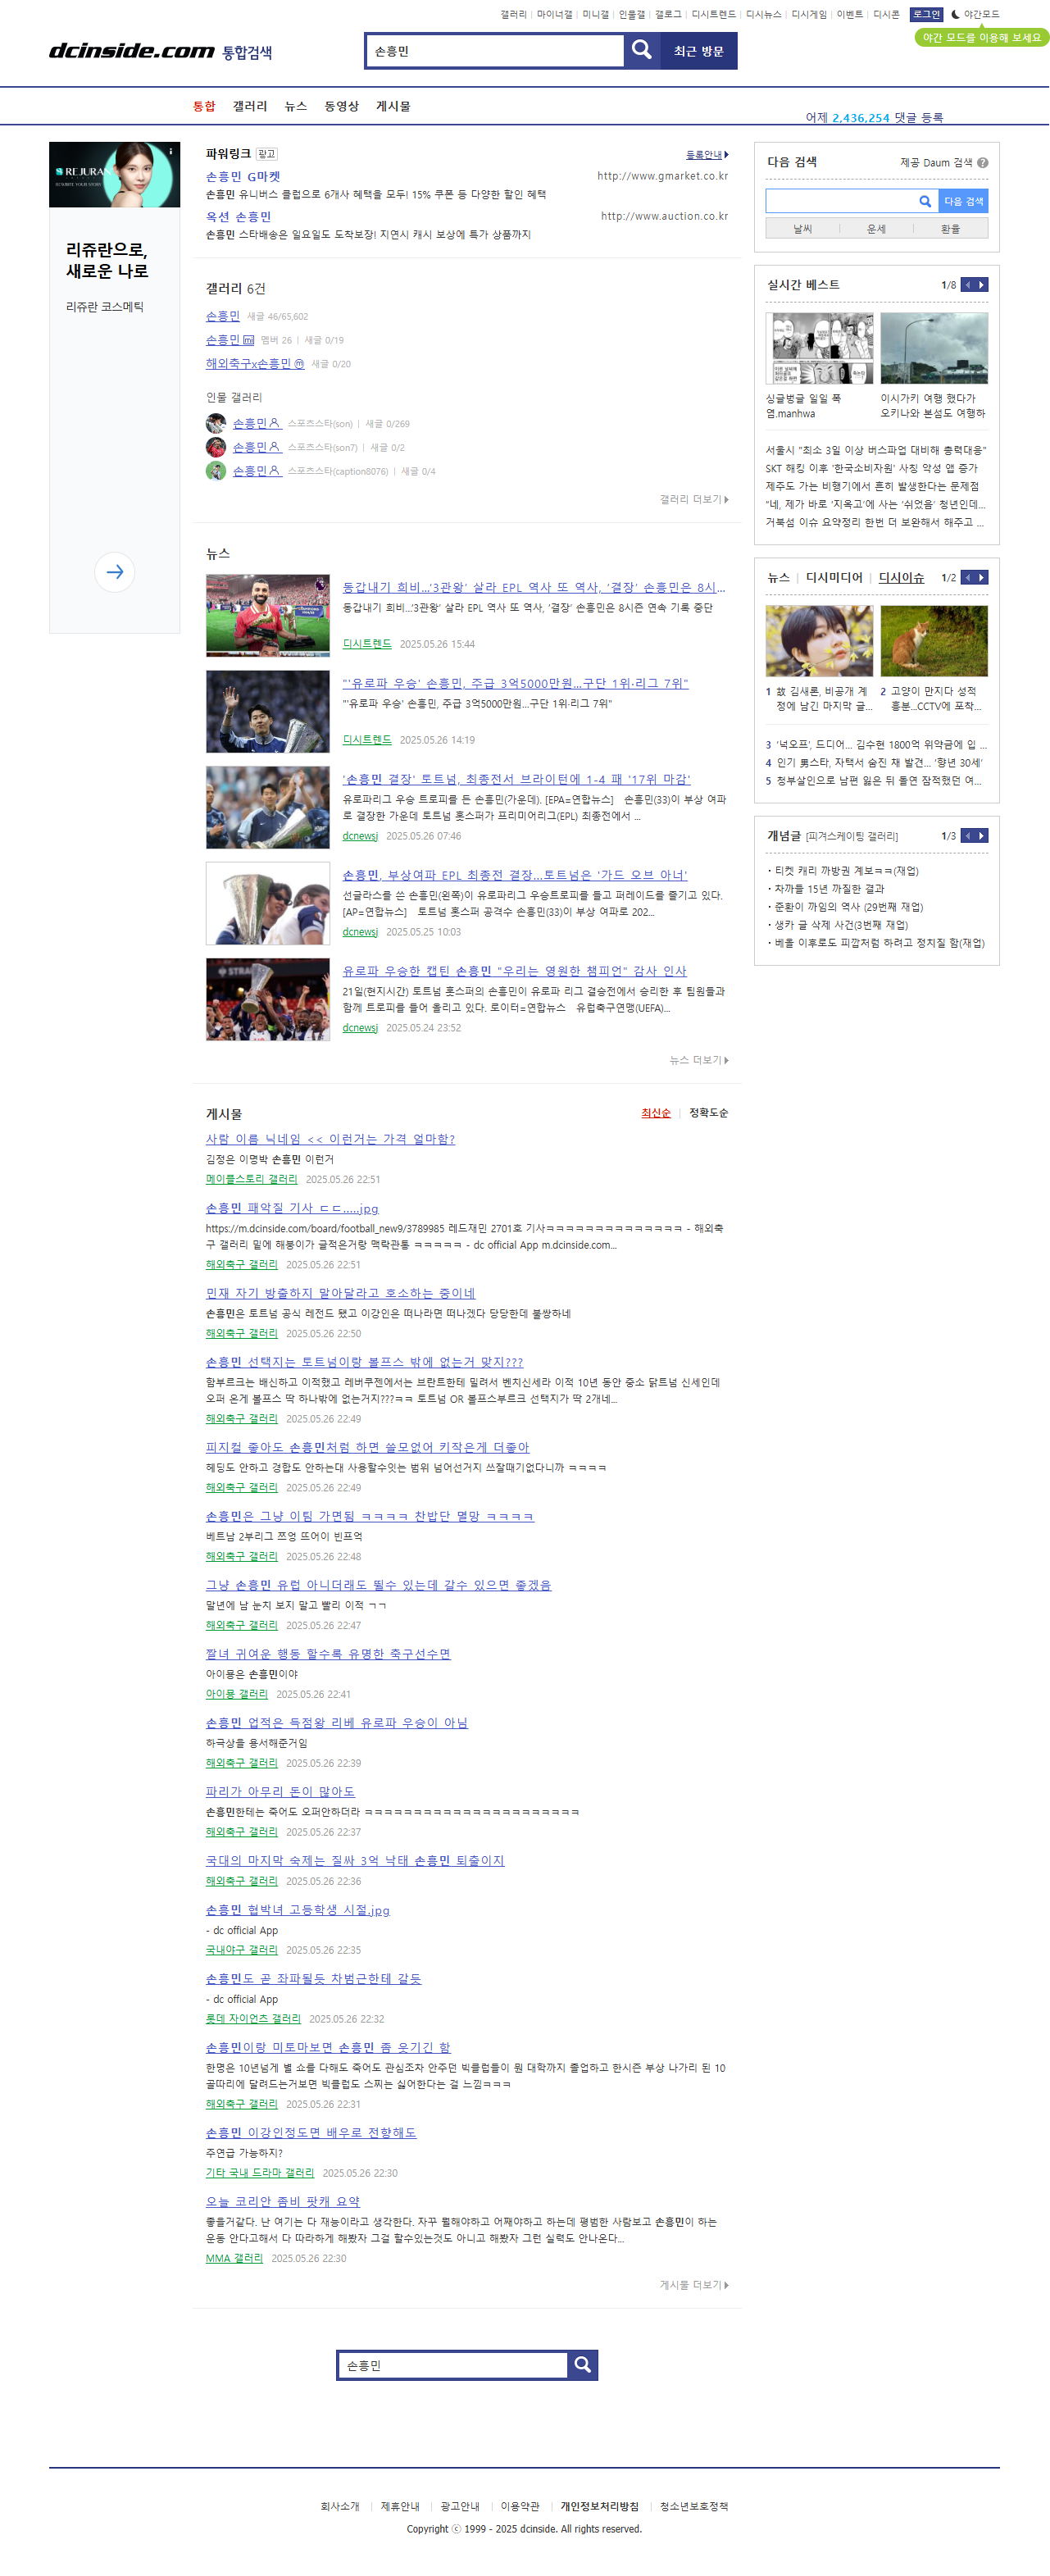 갤러리 | 마이너갤 | 미니갤 | 인물갤 | 갤로그 | 디시트렌드 | 디시뉴스 | 디시게임 | 이벤트 | 디시콘 로그인 야간모드
야간 모드를 이용해 보세요
dcinside.com 통합검색
손흥민
최근 방문
통합 갤러리 뉴스 동영상 게시물
어제 2,436,254 댓글 등록
REJURAN
리쥬란으로,
새로운 나로
리쥬란 코스메틱
파워링크 광고 등록안내
손흥민 G마켓 http://www.gmarket.co.kr
손흥민 유니버스 클럽으로 6개사 혜택을 모두! 15% 쿠폰 등 다양한 할인 혜택
옥션 손흥민 http://www.auction.co.kr
손흥민 스타배송은 일요일도 도착보장! 지연시 캐시 보상에 특가 상품까지
갤러리 6건
손흥민 새글 46/65,602
손흥민 멤버 26 | 새글 0/19
해외축구x손흥민 새글 0/20
인물 갤러리
손흥민 스포츠스타(son) | 새글 0/269
손흥민 스포츠스타(son7) | 새글 0/2
손흥민 스포츠스타(caption8076) | 새글 0/4
갤러리 더보기
뉴스
동갑내기 희비...'3관왕' 살라 EPL 역사 또 역사, '결장' 손흥민은 8시...
동갑내기 희비...'3관왕' 살라 EPL 역사 또 역사, '결장' 손흥민은 8시즌 연속 기록 중단
디시트렌드 2025.05.26 15:44
"'유로파 우승' 손흥민, 주급 3억5000만원…구단 1위·리그 7위"
"'유로파 우승' 손흥민, 주급 3억5000만원…구단 1위·리그 7위"
디시트렌드 2025.05.26 14:19
'손흥민 결장' 토트넘, 최종전서 브라이턴에 1-4 패 '17위 마감'
유로파리그 우승 트로피를 든 손흥민(가운데). [EPA=연합뉴스] 손흥민(33)이 부상 여파
로 결장한 가운데 토트넘 홋스퍼가 프리미어리그(EPL) 최종전에서 ...
dcnewsj 2025.05.26 07:46
손흥민, 부상여파 EPL 최종전 결장…토트넘은 '가드 오브 아너'
선글라스를 쓴 손흥민(왼쪽)이 유로파리그 우승트로피를 들고 퍼레이드를 즐기고 있다.
[AP=연합뉴스] 토트넘 홋스퍼 공격수 손흥민(33)이 부상 여파로 202...
dcnewsj 2025.05.25 10:03
유로파 우승한 캡틴 손흥민 "우리는 영원한 챔피언" 감사 인사
21일(현지시간) 토트넘 홋스퍼의 손흥민이 유로파 리그 결승전에서 승리한 후 팀원들과
함께 트로피를 들어 올리고 있다. 로이터=연합뉴스 유럽축구연맹(UEFA)...
dcnewsj 2025.05.24 23:52
뉴스 더보기
게시물 최신순 | 정확도순
사람 이름 닉네임 << 이런거는 가격 얼마함?
김정은 이명박 손흥민 이런거
메이플스토리 갤러리 2025.05.26 22:51
손흥민 패악질 기사 ㄷㄷ.....jpg
https://m.dcinside.com/board/football_new9/3789985 레드재민 2701호 기사ㅋㅋㅋㅋㅋㅋㅋㅋㅋㅋㅋㅋㅋㅋ - 해외축
구 갤러리 밑에 해붕이가 글적은거랑 맥락관통 ㅋㅋㅋㅋㅋ - dc official App m.dcinside.com...
해외축구 갤러리 2025.05.26 22:51
민재 자기 방출하지 말아달라고 호소하는 중이네
손흥민은 토트넘 공식 레전드 됐고 이강인은 떠나라면 떠나겠다 당당한데 불쌍하네
해외축구 갤러리 2025.05.26 22:50
손흥민 선택지는 토트넘이랑 볼프스 밖에 없는거 맞지???
함부르크는 배신하고 이적했고 레버쿠젠에서는 브란트한테 밀려서 벤치신세라 이적 10년 동안 중소 닭트넘 신세인데
오퍼 온게 볼프스 딱 하나밖에 없는거지???ㅋㅋ 토트넘 OR 볼프스부르크 선택지가 딱 2개네...
해외축구 갤러리 2025.05.26 22:49
피지컬 좋아도 손흥민처럼 하면 쓸모없어 키작은게 더좋아
헤딩도 안하고 경합도 안하는대 사용할수잇는 범위 넘어선거지 쓰잘때기없다니까 ㅋㅋㅋㅋ
해외축구 갤러리 2025.05.26 22:49
손흥민은 그냥 이팀 가면됨 ㅋㅋㅋㅋ 찬밥단 멸망 ㅋㅋㅋㅋ
베트남 2부리그 쯔엉 뜨어이 빈프억
해외축구 갤러리 2025.05.26 22:48
그냥 손흥민 유럽 아니더래도 뛸수 있는데 갈수 있으면 좋겠음
말년에 남 눈치 보지 말고 빨리 이적 ㄱㄱ
해외축구 갤러리 2025.05.26 22:47
짤녀 귀여운 행동 할수록 유명한 축구선수면
아이묭은 손흥민이야
아이묭 갤러리 2025.05.26 22:41
손흥민 업적은 득점왕 리베 유로파 우승이 아님
하극상을 용서해준거임
해외축구 갤러리 2025.05.26 22:39
파리가 아무리 돈이 많아도
손흥민한테는 죽어도 오퍼안하더라 ㅋㅋㅋㅋㅋㅋㅋㅋㅋㅋㅋㅋㅋㅋㅋㅋㅋㅋㅋㅋㅋㅋ
해외축구 갤러리 2025.05.26 22:37
국대의 마지막 숙제는 질싸 3억 낙태 손흥민 퇴출이지
해외축구 갤러리 2025.05.26 22:36
손흥민 협박녀 고등학생 시절.jpg
- dc official App
국내야구 갤러리 2025.05.26 22:35
손흥민도 곧 좌파될듯 차범근한테 갈듯
- dc official App
롯데 자이언츠 갤러리 2025.05.26 22:32
손흥민이랑 미토마보면 손흥민 좀 웃기긴 함
한명은 10년넘게 별 쇼를 다해도 죽어도 관심조차 안주던 빅클럽들이 뭔 대학까지 졸업하고 한시즌 부상 나가리 된 10
골따리에 달려드는거보면 빅클럽도 스찌는 싫어한다는 걸 느낌ㅋㅋㅋ
해외축구 갤러리 2025.05.26 22:31
손흥민 이강인정도면 배우로 전향해도
주연급 가능하지?
기타 국내 드라마 갤러리 2025.05.26 22:30
오늘 코리안 좀비 팟캐 요약
좋을거같다. 난 여기는 다 재능이라고 생각한다. 자꾸 뭘해야하고 어째야하고 하는데 평범한 사람보고 손흥민이 하는
운동 안다고해서 다 따라하게 해봤자 그걸 할수있는것도 아니고 해봤자 그런 실력도 안나온다...
MMA 갤러리 2025.05.26 22:30
게시물 더보기
손흥민
다음 검색 제공 Daum 검색
다음 검색
날씨 | 운세 | 환율
실시간 베스트 1/8
싱글벙글 일일 폭
염.manhwa
이시가키 여행 했다가
오키나와 본섬도 여행하
서울시 "최소 3일 이상 버스파업 대비해 총력대응"
SKT 해킹 이후 '한국소비자원' 사칭 악성 앱 증가
제주도 가는 비행기에서 흔히 발생한다는 문제점
"네, 제가 바로 '지옥고'에 사는 '쉬었음' 청년인데...
거북섬 이슈 요약정리 한번 더 보완해서 해주고 ...
뉴스 | 디시미디어 | 디시이슈 1/2
1 故 김새론, 비공개 계
정에 남긴 마지막 글...
2 고양이 만지다 성적
흥분...CCTV에 포착...
3 '넉오프', 드디어... 김수현 1800억 위약금에 입 ...
4 인기 男스타, 자택서 숨진 채 발견... '향년 30세'
5 청부살인으로 남편 잃은 뒤 돌연 잠적했던 여...
개념글 [피겨스케이팅 갤러리] 1/3
· 티켓 캐리 까방권 계보ㅋㅋ(재업)
· 자까들 15년 까질한 결과
· 준환이 까임의 역사 (29번째 재업)
· 생카 글 삭제 사건(3번째 재업)
· 베올 이후로도 피깝처럼 하려고 정치질 함(재업)
회사소개 | 제휴안내 | 광고안내 | 이용약관 | 개인정보처리방침 | 청소년보호정책
Copyright ⓒ 1999 - 2025 dcinside. All rights reserved.